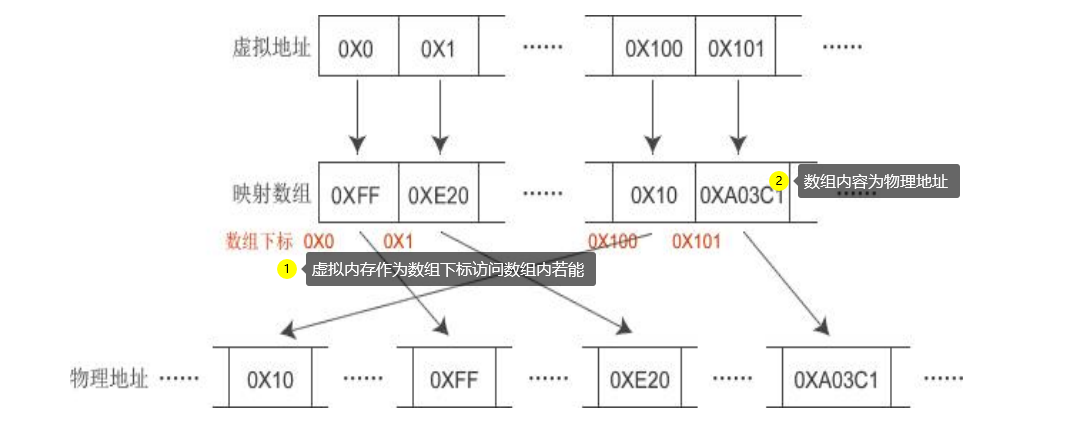 虚拟地址 0X0 0X1 …… 0X100 0X101 ……
映射数组 0XFF 0XE20 …… 0X10 0XA03C1 ……
2 数组内容为物理地址
数组下标 0X0 0X1 0X100 0X101
1 虚拟内存作为数组下标访问数组内若能
物理地址 …… 0X10 …… 0XFF …… 0XE20 …… 0XA03C1 ……